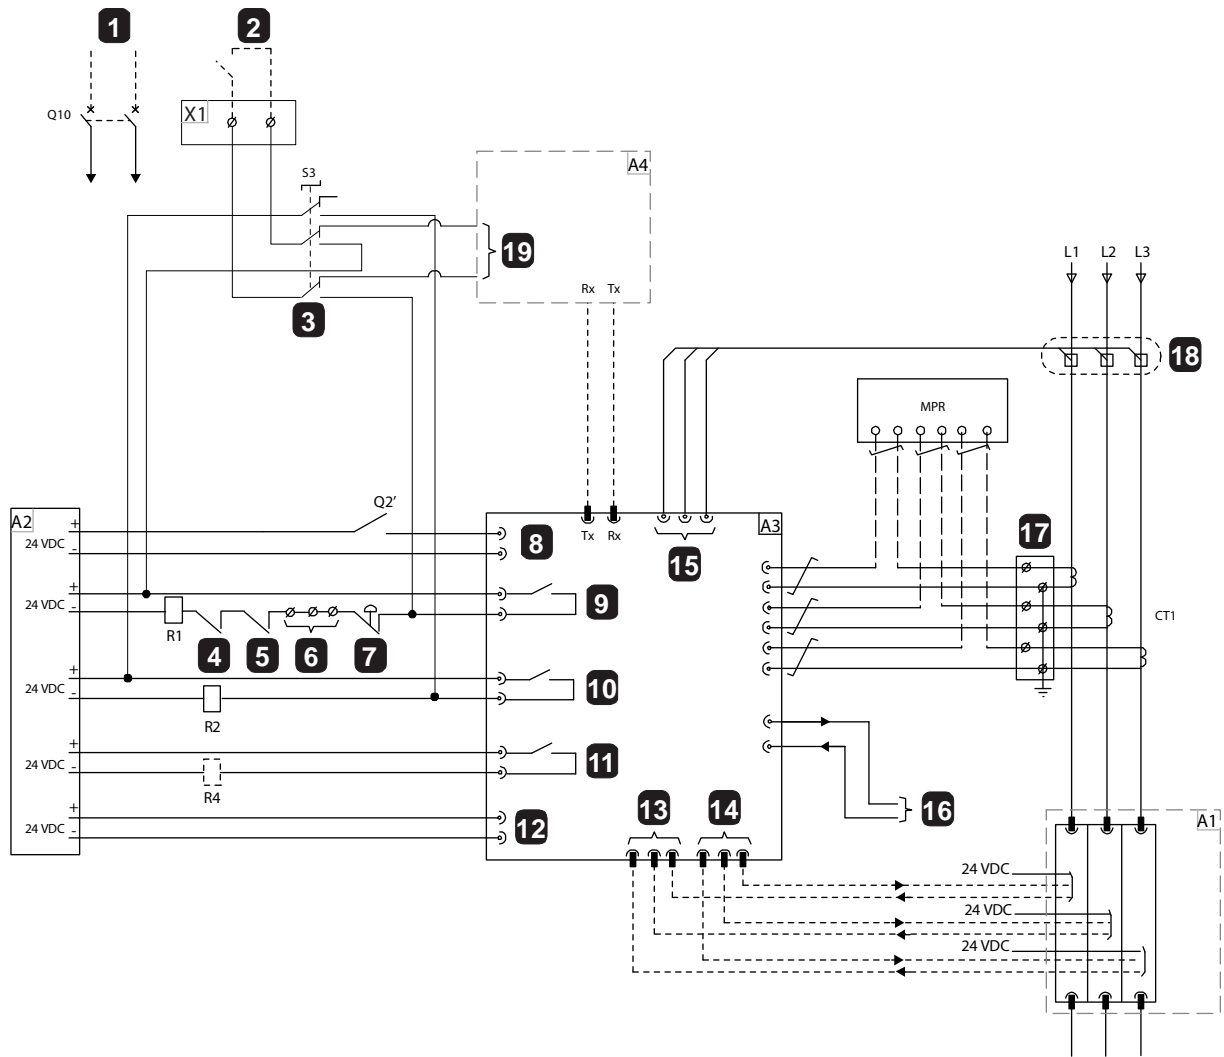 1
2
Q10
X1
S3
A4
19
L1 L2 L3
3
Rx Tx
18
MPR
A2
Q2'
A3
+
24 VDC
-
8
Tx Rx
15
17
+
24 VDC
-
9
R1
4
5
6
7
CT1
+
24 VDC
-
10
R2
+
24 VDC
-
11
R4
16
13
14
+
24 VDC
-
12
A1
24 VDC
24 VDC
24 VDC